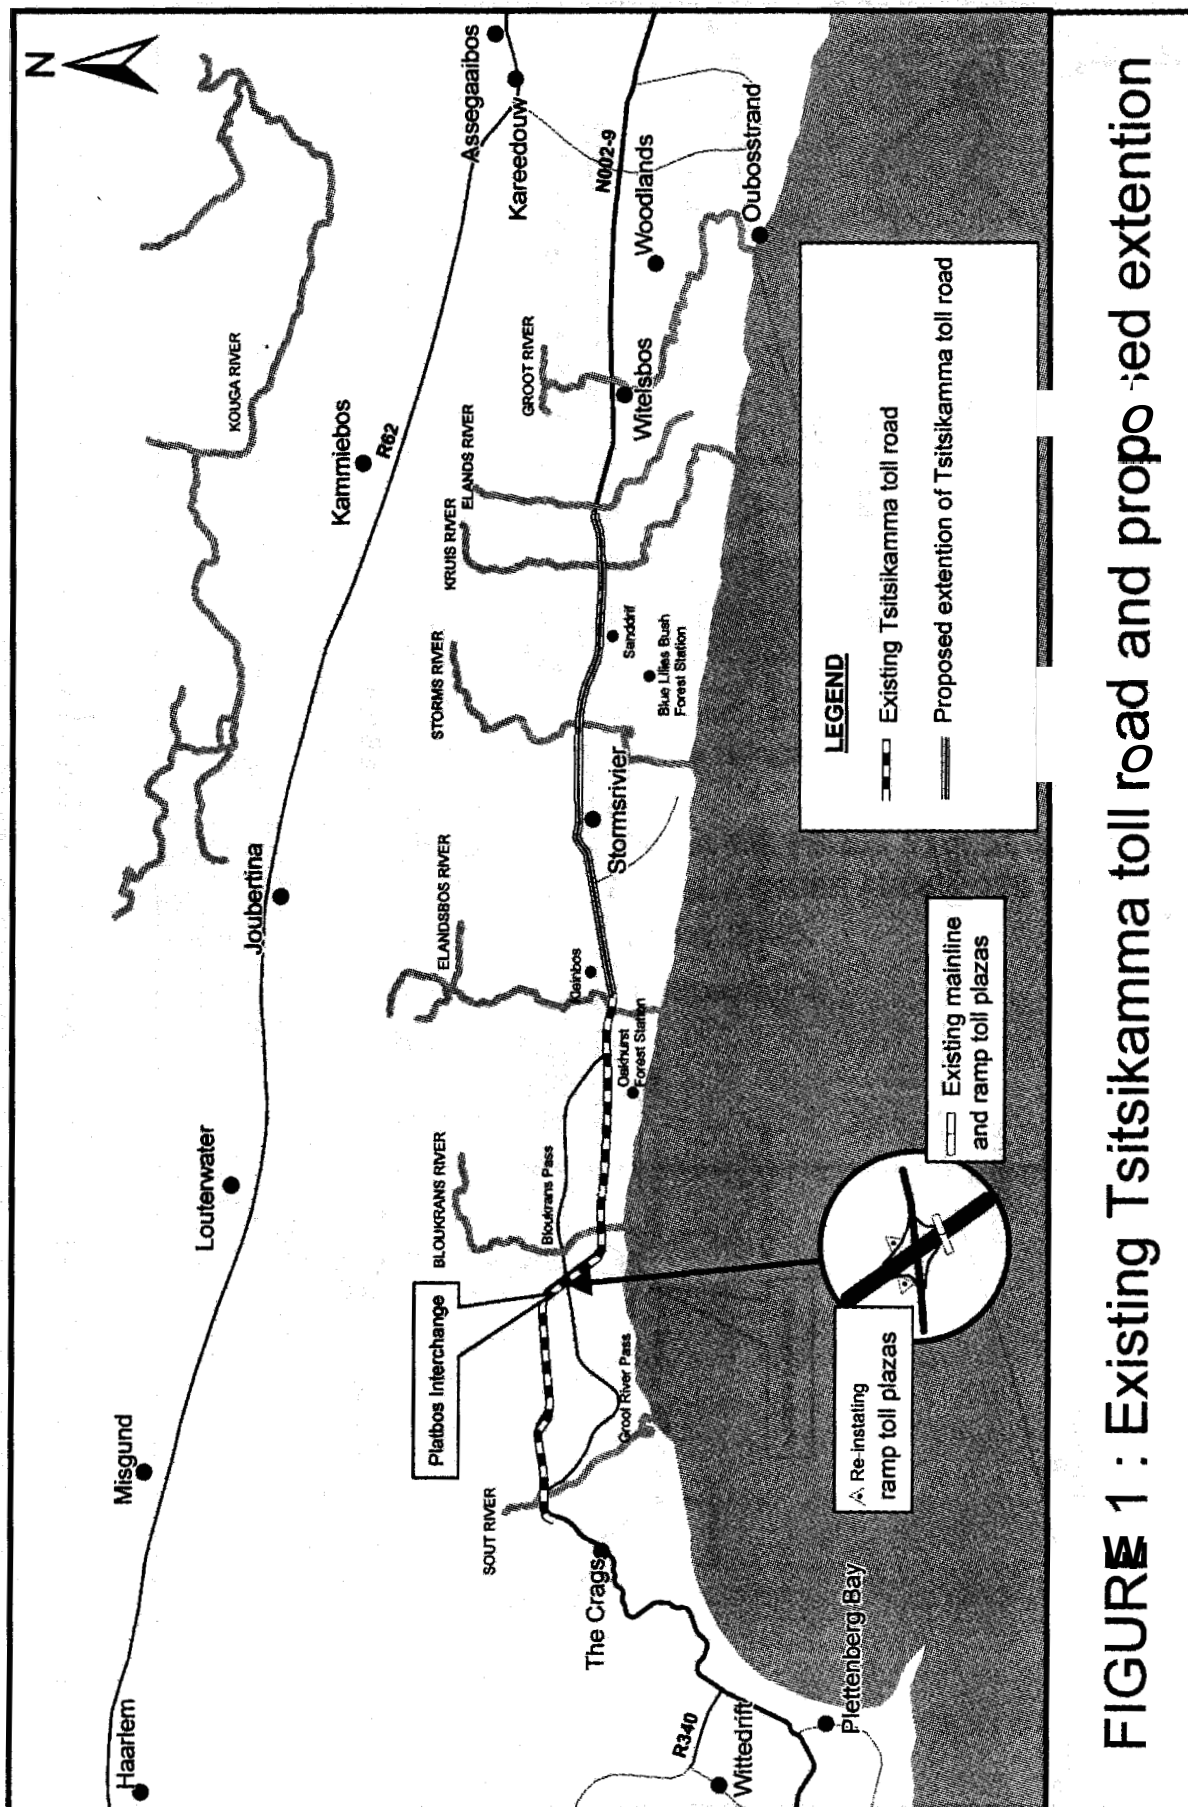 N
Assegaaibos
Kareedouw
N002-9
Woodlands
Oubosstrand
KOUGA RIVER
Kammiebos
R62
GROOT RIVER
Witelsbos
ELANDS RIVER
KRUIS RIVER
STORMS RIVER
Sanddrif
Blue Lilies Bush
Forest Station
Stormsrivier
Joubertina
ELANDSBOS RIVER
Kleinbos
Oakhurst
Forest Station
Louterwater
BLOUKRANS RIVER
Bloukrans Pass
Platbos Interchange
Groot River Pass
Misgund
SOUT RIVER
The Crags
Haarlem
R340
Wittedrift
Plettenberg Bay
LEGEND
Existing Tsitsikamma toll road
Proposed extention of Tsitsikamma toll road
Existing mainline
and ramp toll plazas
Re-instating
ramp toll plazas
FIGURE 1 : Existing Tsitsikamma toll road and proposed extention